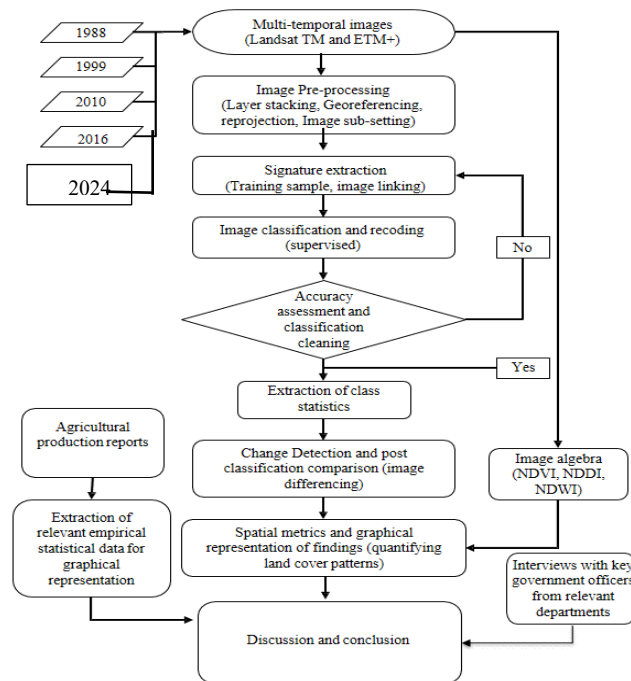 1988
1999
2010
2016
2024
Multi-temporal images
(Landsat TM and ETM+)
Image Pre-processing
(Layer stacking, Georeferencing,
reprojection, Image sub-setting)
Signature extraction
(Training sample, image linking)
Image classification and recoding
(supervised)
No
Accuracy
assessment and
classification
cleaning
Yes
Extraction of class
statistics
Agricultural
production reports
Change Detection and post
classification comparison (image
differencing)
Image algebra
(NDVI, NDDI,
NDWI)
Extraction of
relevant empirical
statistical data for
graphical
representation
Spatial metrics and graphical
representation of findings (quantifying
land cover patterns)
Interviews with key
government officers
from relevant
departments
Discussion and conclusion